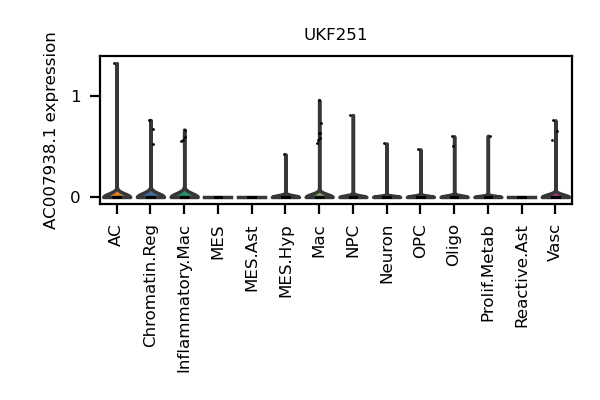 UKF251
AC007938.1 expression
1
0
AC
Chromatin.Reg
Inflammatory.Mac
MES
MES.Ast
MES.Hyp
Mac
NPC
Neuron
OPC
Oligo
Prolif.Metab
Reactive.Ast
Vasc